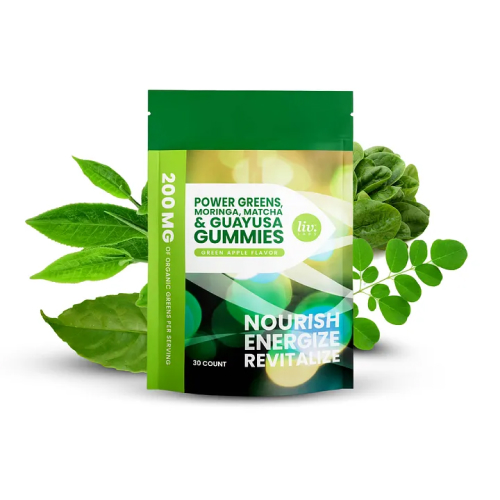 200 MG
OF ORGANIC GREENS PER SERVING
POWER GREENS,
MORINGA, MATCHA
& GUAYUSA
GUMMIES
GREEN APPLE FLAVOR
liv.
NOURISH
ENERGIZE
REVITALIZE
30 COUNT